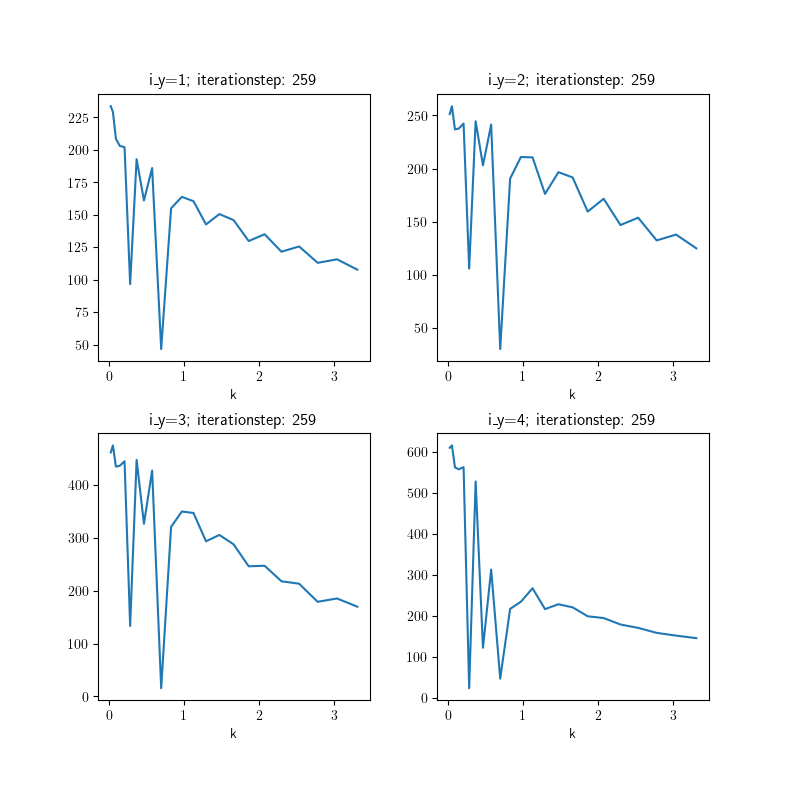 i_y=1; iterationstep: 259
225
200
175
150
125
100
75
50
0 1 2 3
k
i_y=2; iterationstep: 259
250
200
150
100
50
0 1 2 3
k
i_y=3; iterationstep: 259
400
300
200
100
0
0 1 2 3
k
i_y=4; iterationstep: 259
600
500
400
300
200
100
0
0 1 2 3
k